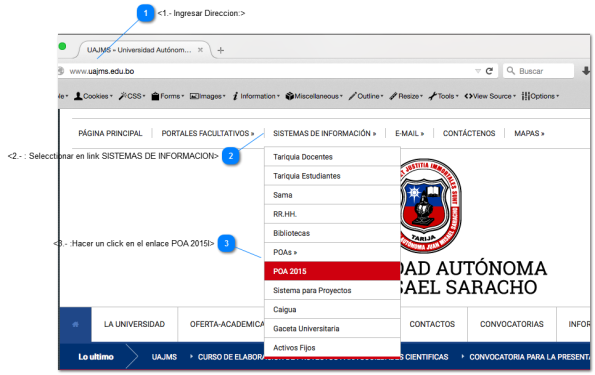 1 <1.- Ingresar Direccion:>
UAJMS – Universidad Autónom... × +
www.uajms.edu.bo C Buscar
Cookies CSS Forms Images Information Miscellaneous Outline Resize Tools View Source Options
PÁGINA PRINCIPAL PORTALES FACULTATIVOS » SISTEMAS DE INFORMACIÓN » E-MAIL » CONTÁCTENOS MAPAS »
<2.- : Selecctionar en link SISTEMAS DE INFORMACION> 2
Tariquia Docentes
Tariquia Estudiantes
Sama
RR.HH.
Bibliotecas
POAs »
<3.- :Hacer un click en el enlace POA 2015l> 3
POA 2015
Sistema para Proyectos
Caigua
Gaceta Universitaria
Activos Fijos
TARIJA
DAD AUTÓNOMA
SAEL SARACHO
LA UNIVERSIDAD OFERTA-ACADEMICA CONTACTOS CONVOCATORIAS INFOR
Lo ultimo UAJMS CURSO DE ELABORA CIENTIFICAS CONVOCATORIA PARA LA PRESENTA